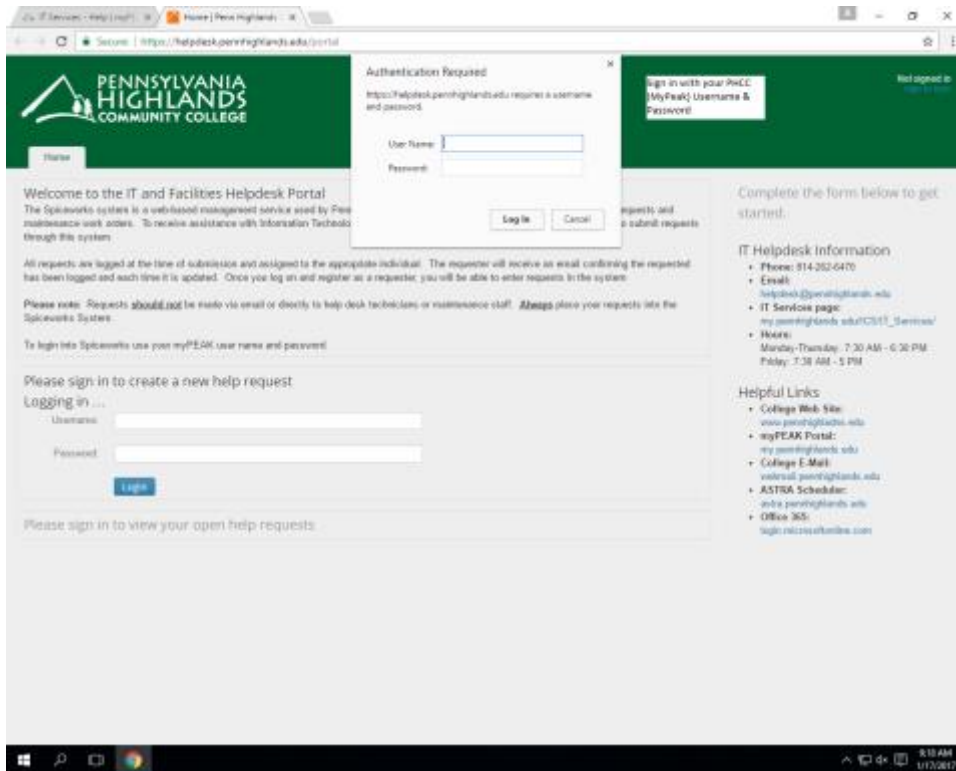 IT Services - Help
Home | Penn Highlands
Secure | https://helpdesk.pennhighlands.edu/portal
PENNSYLVANIA
HIGHLANDS
COMMUNITY COLLEGE
Authentication Required
https://helpdesk.pennhighlands.edu requires a username
and password.
User Name:
Password:
Log In
Cancel
Sign in with your PHCC
(MyPeak) Username &
Password
Not signed in
Home
Welcome to the IT and Facilities Helpdesk Portal
The Spiceworks system is a web-based management service used by
requests and
maintenance work orders. To receive assistance with Information
submit requests
through this system.
All requests are logged at the time of submission and assigned to the appropriate individual. The requester will receive an email confirming the requested
has been logged and each time it is updated. Once you log on and register as a requester, you will be able to enter requests in the system
Please note: Requests should not be made via email or directly to help desk technicians or maintenance staff. Always place your requests into the
Spiceworks System.
To login into Spiceworks use your myPEAK user name and password
Please sign in to create a new help request
Logging in ...
Username:
Password:
Login
Please sign in to view your open help requests
Complete the form below to get
started.
IT Helpdesk Information
Phone: 814-262-6470
Email:
helpdesk@pennhighlands.edu
IT Services page:
my.pennhighlands.edu/ICS/IT_Services/
Hours:
Monday-Thursday: 7:30 AM - 6:30 PM
Friday: 7:30 AM - 5 PM
Helpful Links
College Web Site:
www.pennhighlands.edu
myPEAK Portal:
my.pennhighlands.edu
College E-Mail:
webmail.pennhighlands.edu
ASTRA Scheduler:
astra.pennhighlands.edu
Office 365:
login.microsoftonline.com
9:18 AM
1/17/2017